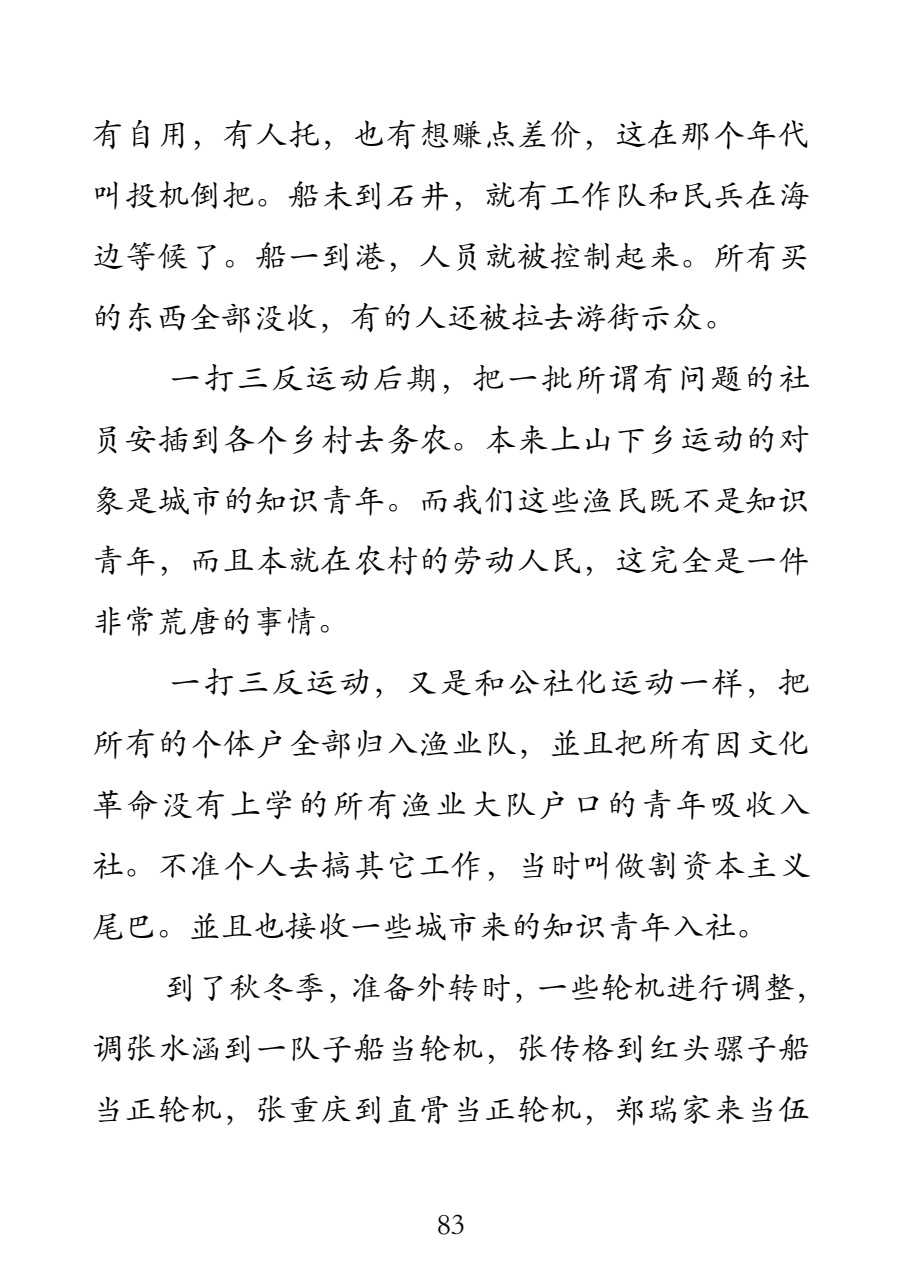 有自用，有人托，也有想赚点差价，这在那个年代
叫投机倒把。船未到石井，就有工作队和民兵在海
边等候了。船一到港，人员就被控制起来。所有买
的东西全部没收，有的人还被拉去游街示众。
一打三反运动后期，把一批所谓有问题的社
员安插到各个乡村去务农。本来上山下乡运动的对
象是城市的知识青年。而我们这些渔民既不是知识
青年，而且本就在农村的劳动人民，这完全是一件
非常荒唐的事情。
一打三反运动，又是和公社化运动一样，把
所有的个体户全部归入渔业队，並且把所有因文化
革命没有上学的所有渔业大队户口的青年吸收入
社。不准个人去搞其它工作，当时叫做割资本主义
尾巴。並且也接收一些城市来的知识青年入社。
到了秋冬季，准备外转时，一些轮机进行调整，
调张水涵到一队子船当轮机，张传格到红头骡子船
当正轮机，张重庆到直骨当正轮机，郑瑞家来当伍
83